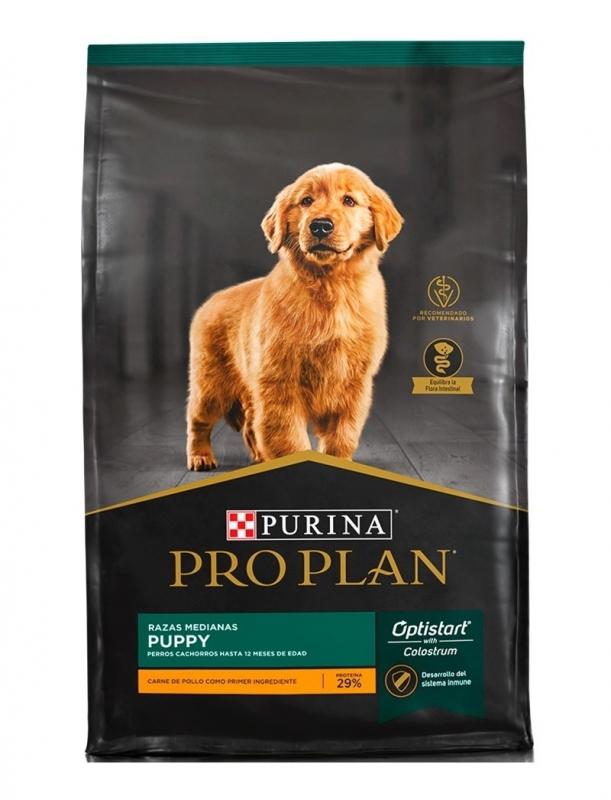 RECOMENDADO
POR VETERINARIOS
Equilibra la
Flora Intestinal
PURINA®
PRO PLAN®
RAZAS MEDIANAS
PUPPY
PERROS CACHORROS HASTA 12 MESES DE EDAD
CARNE DE POLLO COMO PRIMER INGREDIENTE
PROTEÍNA
29%
Optistart®
with
Colostrum
Desarrollo del
sistema inmune